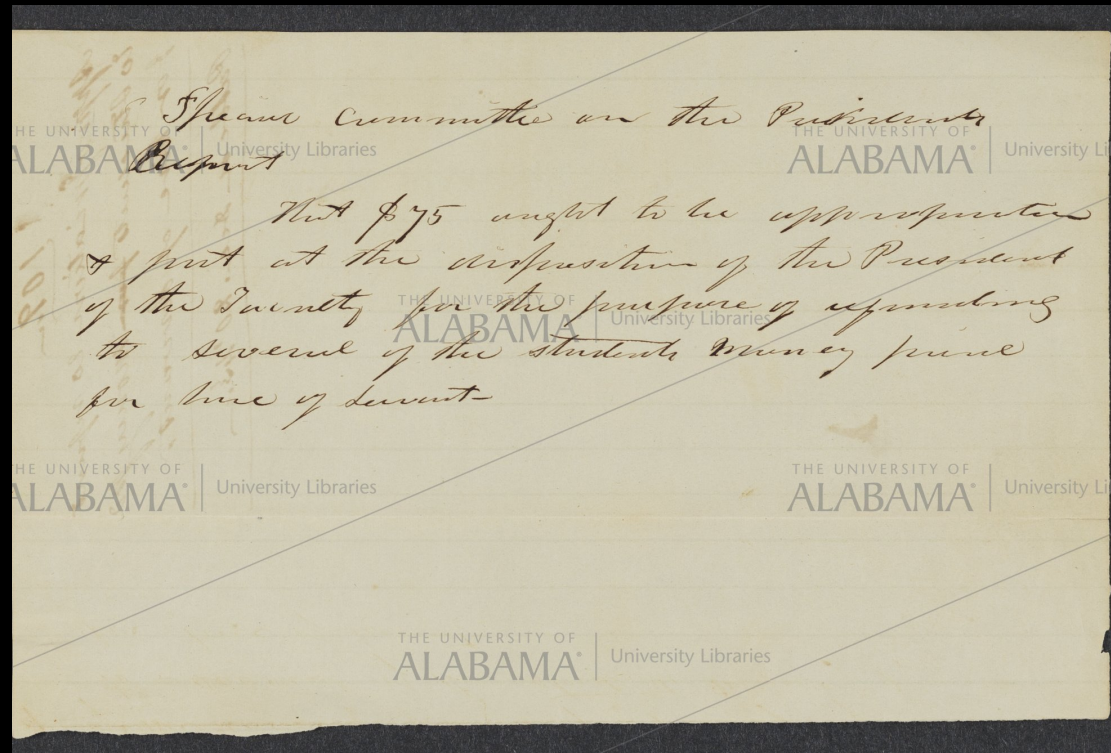 Special committee on the Presidents
Report
That $75 ought to be appropriated
& put at the disposition of the President
of the Faculty for the purpose of refunding
to several of the students money paid
for hire of servant
THE UNIVERSITY OF ALABAMA University Libraries